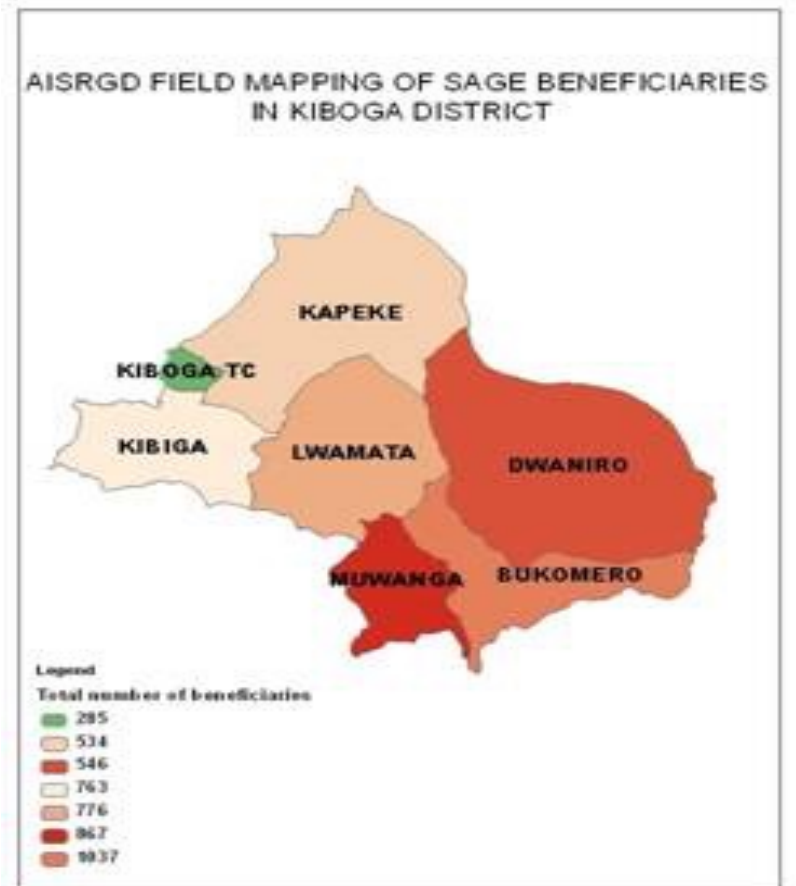 AISRGD FIELD MAPPING OF SAGE BENEFICIARIES
IN KIBOGA DISTRICT
KAPEKE
KIBOGA TC
KIBIGA
LWAMATA
DWANIRO
MUWANGA
BUKOMERO
Legend
Total number of beneficiaries
285
534
546
763
776
867
1037